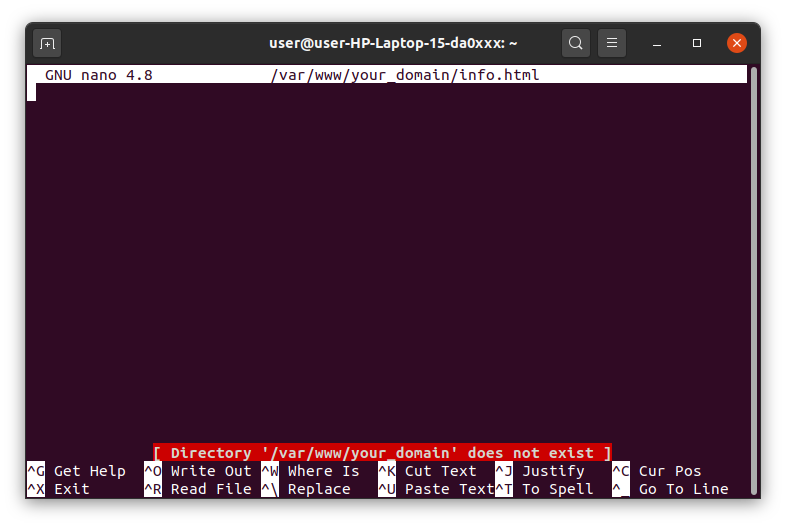 user@user-HP-Laptop-15-da0xxx: ~
GNU nano 4.8 /var/www/your_domain/info.html
[ Directory '/var/www/your_domain' does not exist ]
^G Get Help ^O Write Out ^W Where Is ^K Cut Text ^J Justify ^C Cur Pos
^X Exit ^R Read File ^\ Replace ^U Paste Text^T To Spell ^_ Go To Line